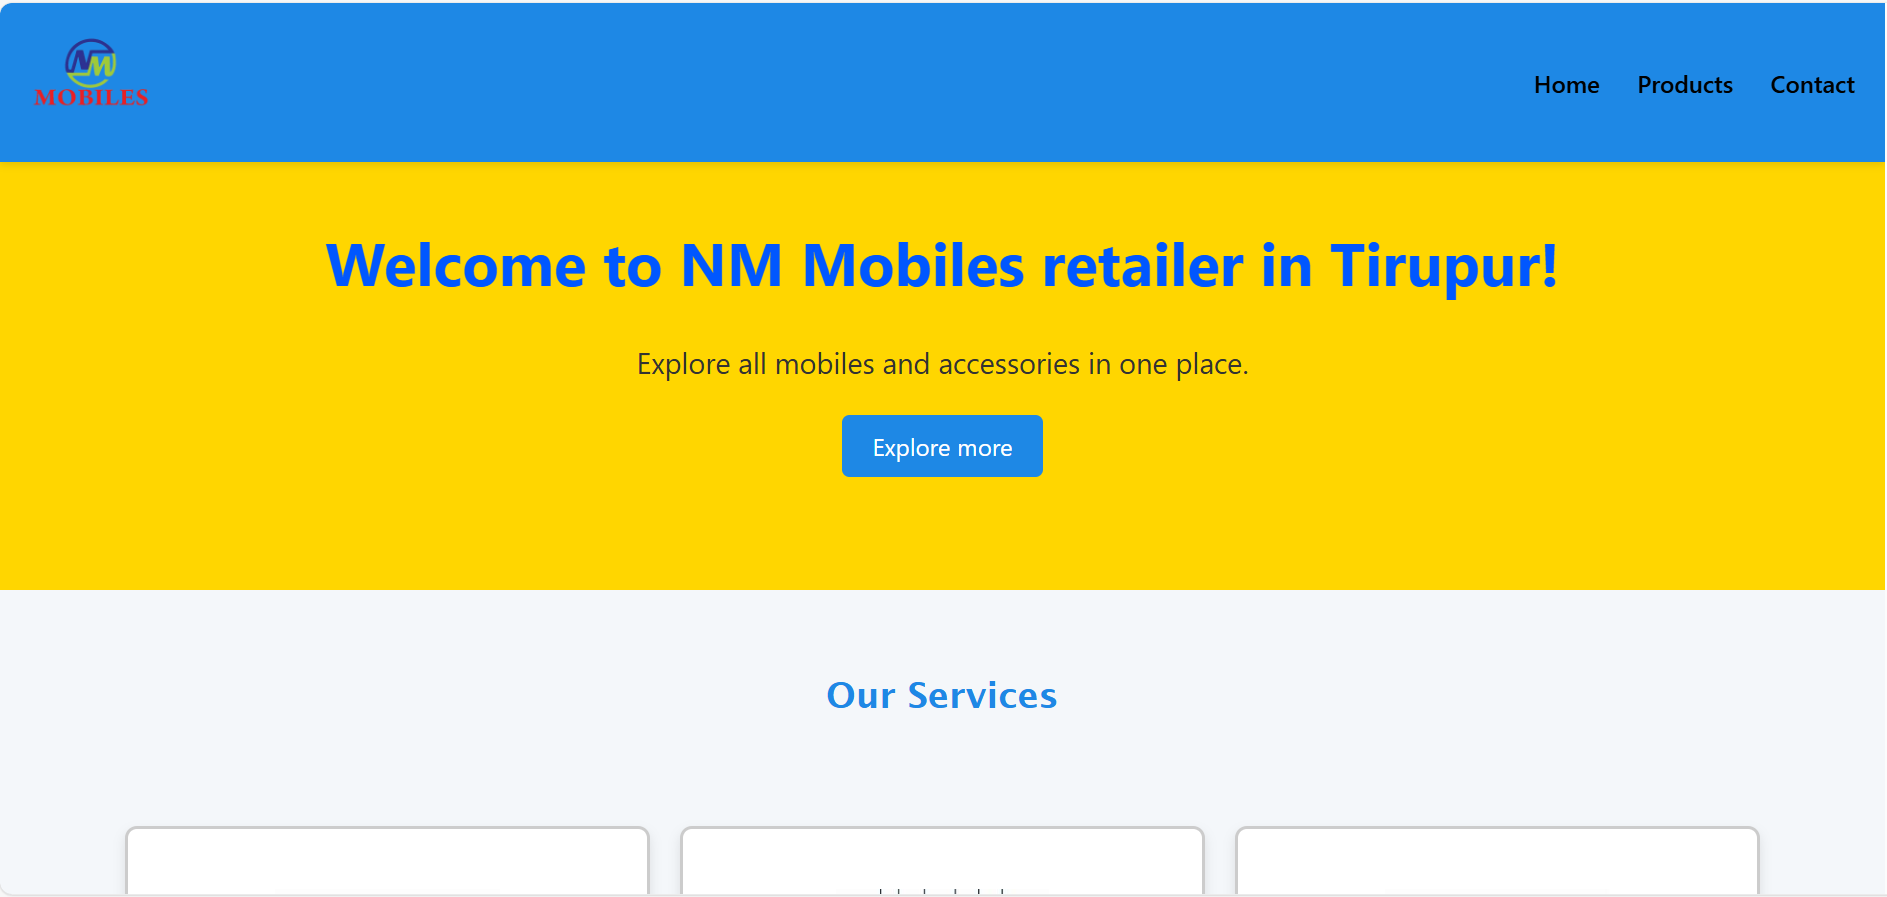 NM
MOBILES
Home Products Contact
Welcome to NM Mobiles retailer in Tirupur!
Explore all mobiles and accessories in one place.
Explore more
Our Services